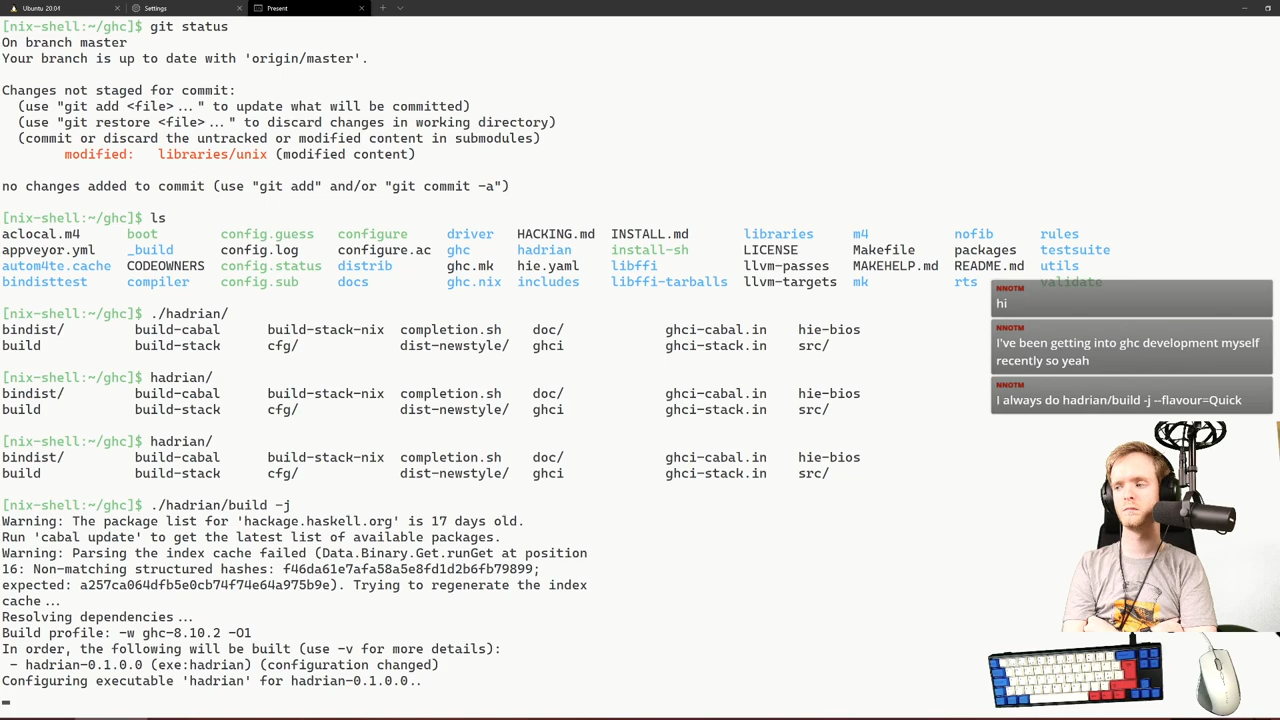 Ubuntu 20.04
Settings
Present
[nix-shell:~/ghc]$ git status
On branch master
Your branch is up to date with 'origin/master'.
Changes not staged for commit:
(use "git add <file>..." to update what will be committed)
(use "git restore <file>..." to discard changes in working directory)
(commit or discard the untracked or modified content in submodules)
modified: libraries/unix (modified content)
no changes added to commit (use "git add" and/or "git commit -a")
[nix-shell:~/ghc]$ ls
aclocal.m4 boot config.guess configure driver HACKING.md INSTALL.md libraries m4 nofib rules
appveyor.yml _build config.log configure.ac ghc hadrian install-sh LICENSE Makefile packages testsuite
autom4te.cache CODEOWNERS config.status distrib ghc.mk hie.yaml libffi llvm-passes MAKEHELP.md README.md utils
bindisttest compiler config.sub docs ghc.nix includes libffi-tarballs llvm-targets mk rts validate
[nix-shell:~/ghc]$ ./hadrian/
bindist/ build-cabal build-stack-nix completion.sh doc/ ghci-cabal.in hie-bios
build build-stack cfg/ dist-newstyle/ ghci ghci-stack.in src/
[nix-shell:~/ghc]$ hadrian/
bindist/ build-cabal build-stack-nix completion.sh doc/ ghci-cabal.in hie-bios
build build-stack cfg/ dist-newstyle/ ghci ghci-stack.in src/
[nix-shell:~/ghc]$ hadrian/
bindist/ build-cabal build-stack-nix completion.sh doc/ ghci-cabal.in hie-bios
build build-stack cfg/ dist-newstyle/ ghci ghci-stack.in src/
[nix-shell:~/ghc]$ ./hadrian/build -j
Warning: The package list for 'hackage.haskell.org' is 17 days old.
Run 'cabal update' to get the latest list of available packages.
Warning: Parsing the index cache failed (Data.Binary.Get.runGet at position
16: Non-matching structured hashes: f46da61e7afa58a5e8fd1d2b6fb79899;
expected: a257ca064dfb5e0cb74f74e64a975b9e). Trying to regenerate the index
cache...
Resolving dependencies...
Build profile: -w ghc-8.10.2 -O1
In order, the following will be built (use -v for more details):
- hadrian-0.1.0.0 (exe:hadrian) (configuration changed)
Configuring executable 'hadrian' for hadrian-0.1.0.0..
NNOTM
hi
NNOTM
I've been getting into ghc development myself
recently so yeah
NNOTM
I always do hadrian/build -j --flavour=Quick